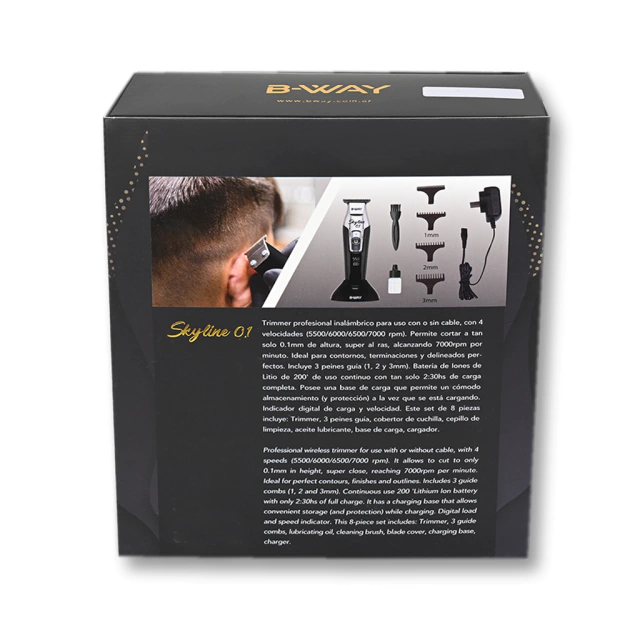 B-WAY
www.bway.com.ar
1mm
2mm
3mm
B-WAY
Skyline 0.1
Trimmer profesional inalámbrico para uso con o sin cable, con 4
velocidades (5500/6000/6500/7000 rpm). Permite cortar a tan
solo 0.1mm de altura, super al ras, alcanzando 7000rpm por
minuto. Ideal para contornos, terminaciones y delineados per-
fectos. Incluye 3 peines guía (1, 2 y 3mm). Batería de Iones de
Litio de 200' de uso continuo con tan solo 2:30hs de carga
completa. Posee una base de carga que permite un cómodo
almacenamiento (y protección) a la vez que se está cargando.
Indicador digital de carga y velocidad. Este set de 8 piezas
incluye: Trimmer, 3 peines guía, cobertor de cuchilla, cepillo de
limpieza, aceite lubricante, base de carga, cargador.
Professional wireless trimmer for use with or without cable, with 4
speeds (5500/6000/6500/7000 rpm). It allows to cut to only
0.1mm in height, super close, reaching 7000rpm per minute.
Ideal for perfect contours, finishes and outlines. Includes 3 guide
combs (1, 2 and 3mm). Continuous use 200 'Lithium Ion battery
with only 2:30hs of full charge. It has a charging base that allows
convenient storage (and protection) while charging. Digital load
and speed indicator. This 8-piece set includes: Trimmer, 3 guide
combs, lubricating oil, cleaning brush, blade cover, charging base,
charger.